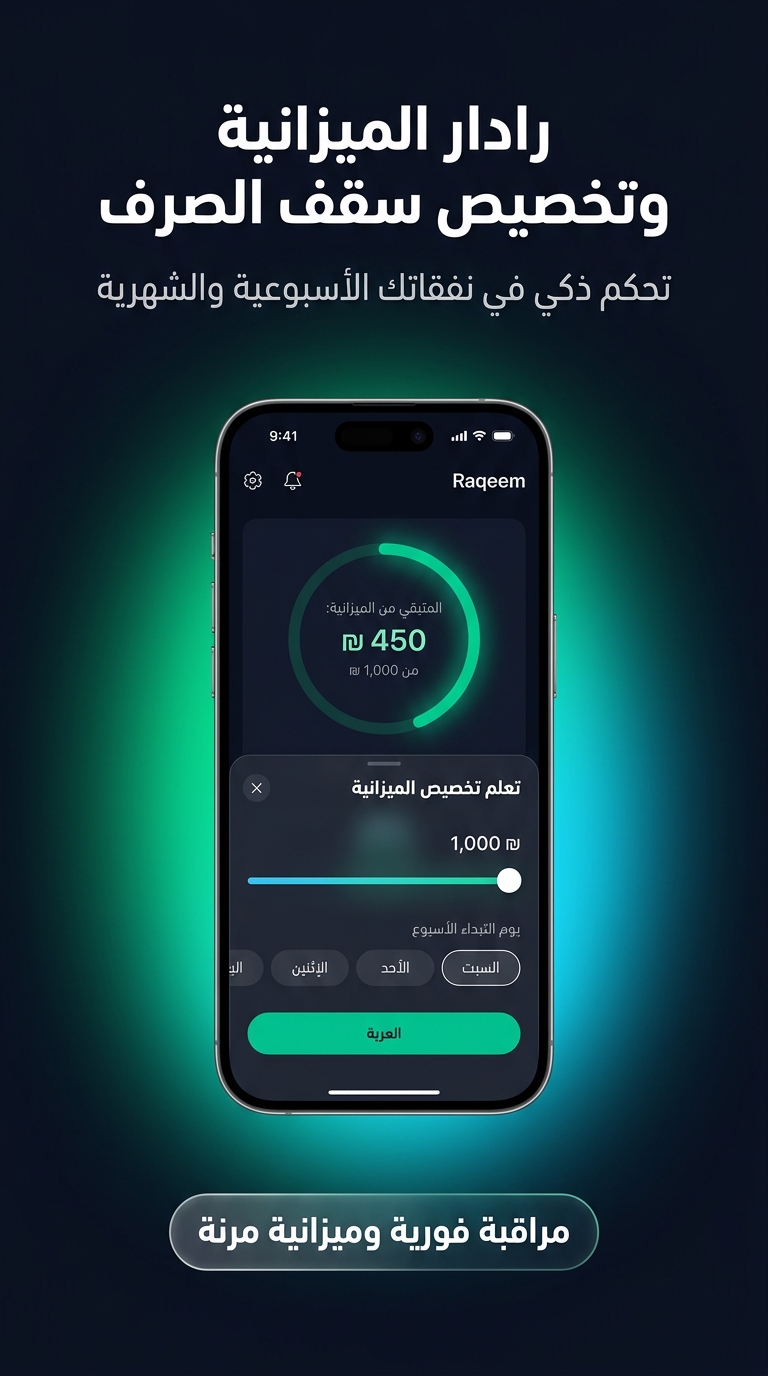 رادار الميزانية
وتخصيص سقف الصرف
تحكم ذكي في نفقاتك الأسبوعية والشهرية
9:41
Raqeem
المتبقي من الميزانية:
450 ₪
من 1,000 ₪
تعلم تخصيص الميزانية
1,000 ₪
يوم التبداء الأسبوع
السبت
الأحد
الإثنين
العربة
مراقبة فورية وميزانية مرنة